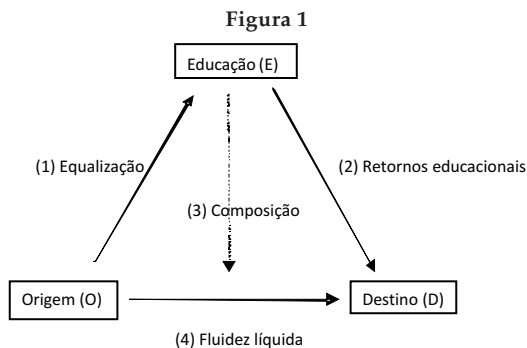 Figura 1
Educação (E)
(1) Equalização
(2) Retornos educacionais
(3) Composição
Origem (O)
Destino (D)
(4) Fluidez líquida